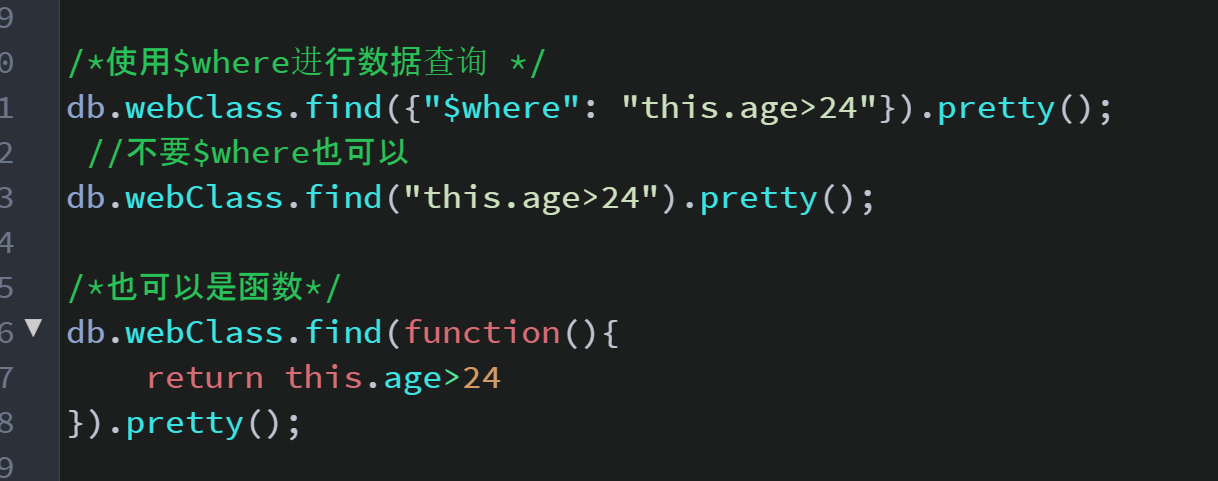 9
0 /*使用$where进行数据查询 */
1 db.webClass.find({"$where": "this.age>24"}).pretty();
2 //不要$where也可以
3 db.webClass.find("this.age>24").pretty();
4
5 /*也可以是函数*/
6 db.webClass.find(function(){
7 return this.age>24
8 }).pretty();
9